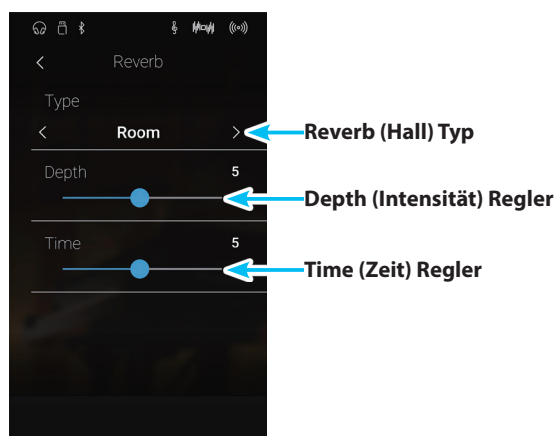 Reverb
Type
Room
Reverb (Hall) Typ
Depth
5
Depth (Intensität) Regler
Time
5
Time (Zeit) Regler